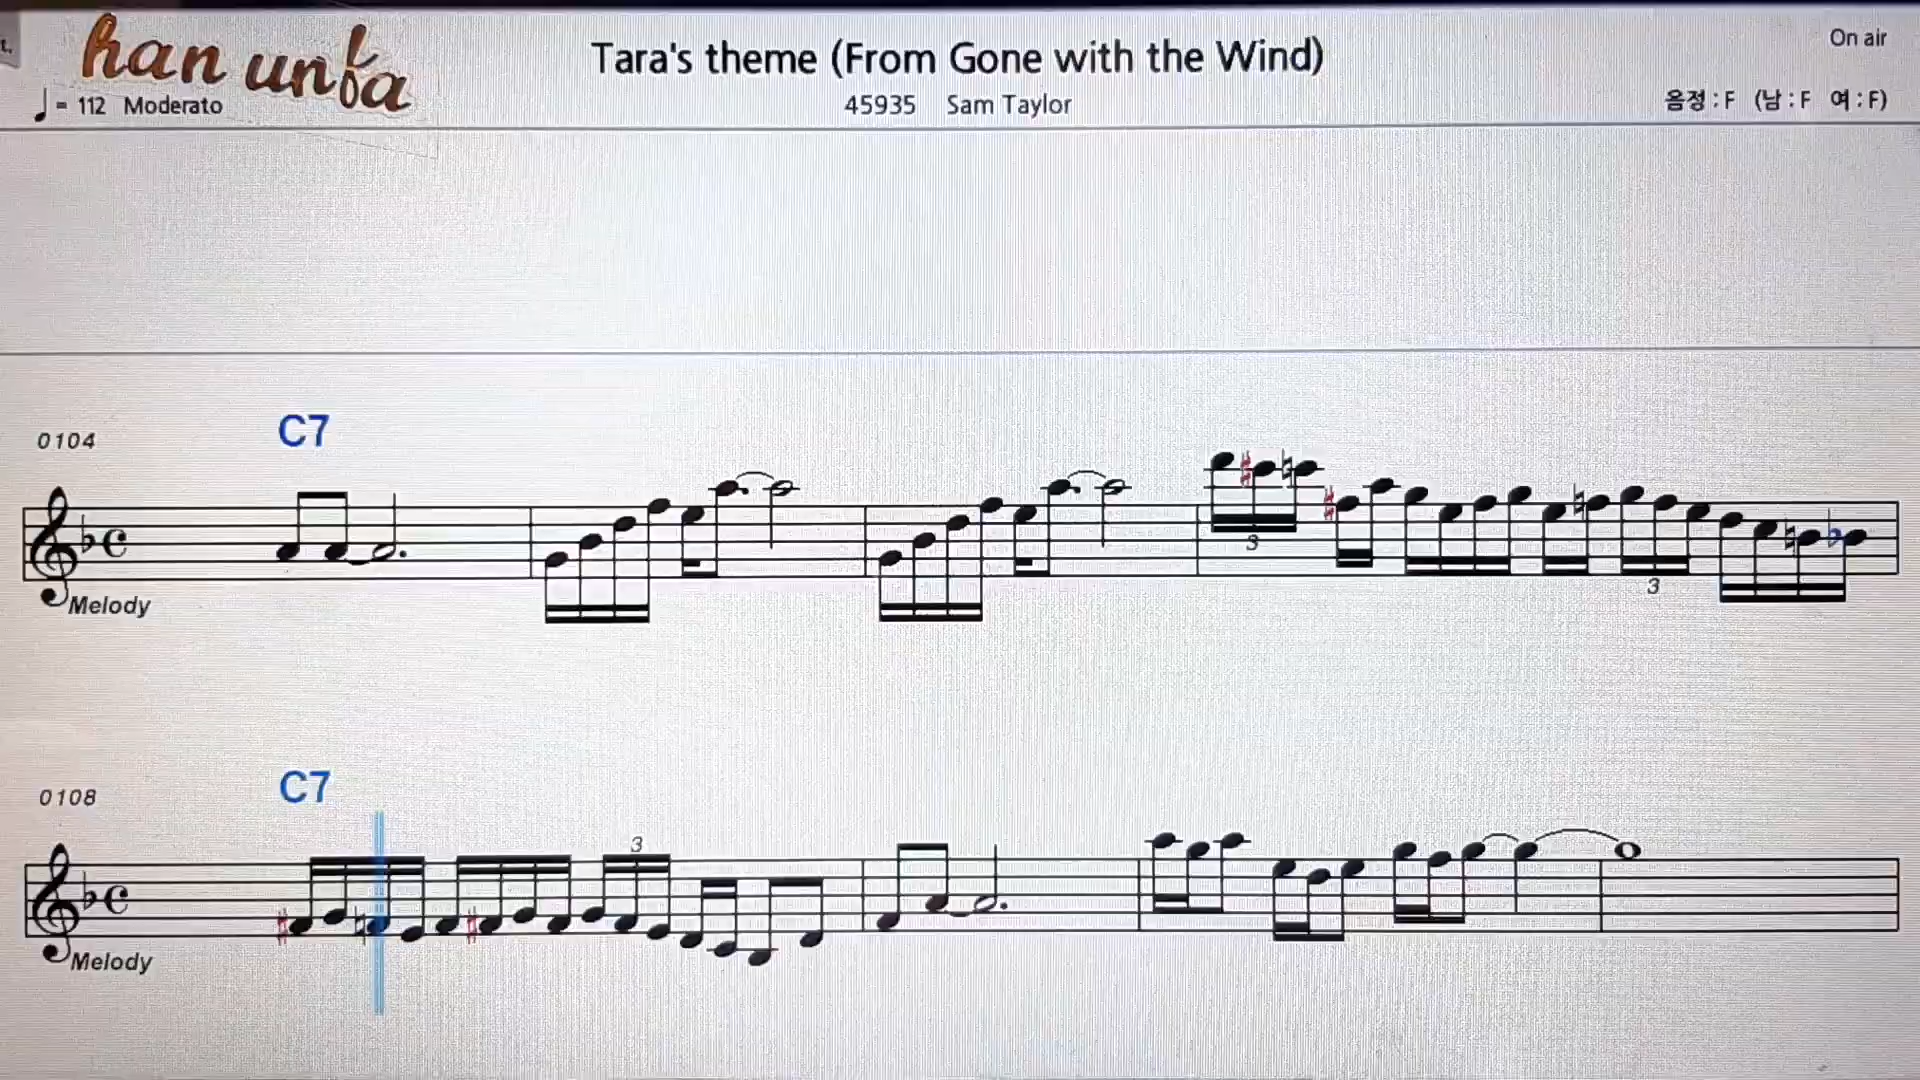 t.
han unba
Tara's theme (From Gone with the Wind)
On air
♩ = 112 Moderato
45935 Sam Taylor
음정 : F (남 : F 여 : F)
0104
C7
3
3
Melody
0108
C7
3
Melody